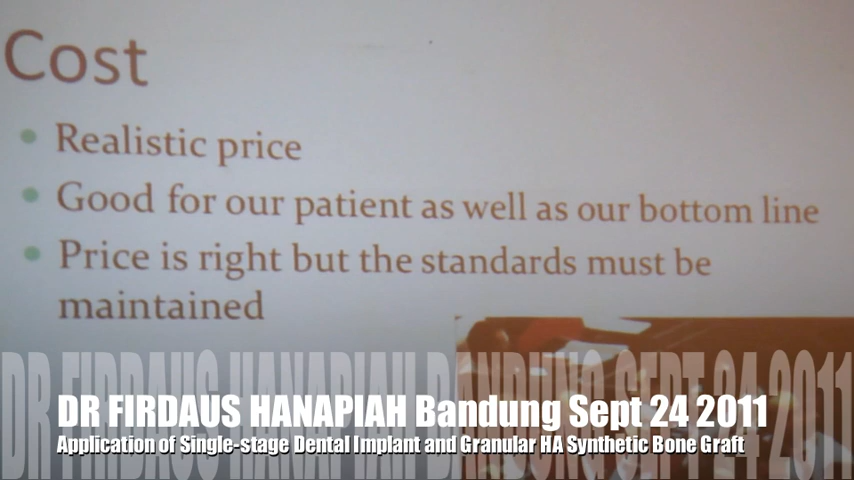 Cost
Realistic price
Good for our patient as well as our bottom line
Price is right but the standards must be
maintained
DR FIRDAUS HANAPIAH BANDUNG SEPT 24 2011
DR FIRDAUS HANAPIAH Bandung Sept 24 2011
Application of Single-stage Dental Implant and Granular HA Synthetic Bone Graft